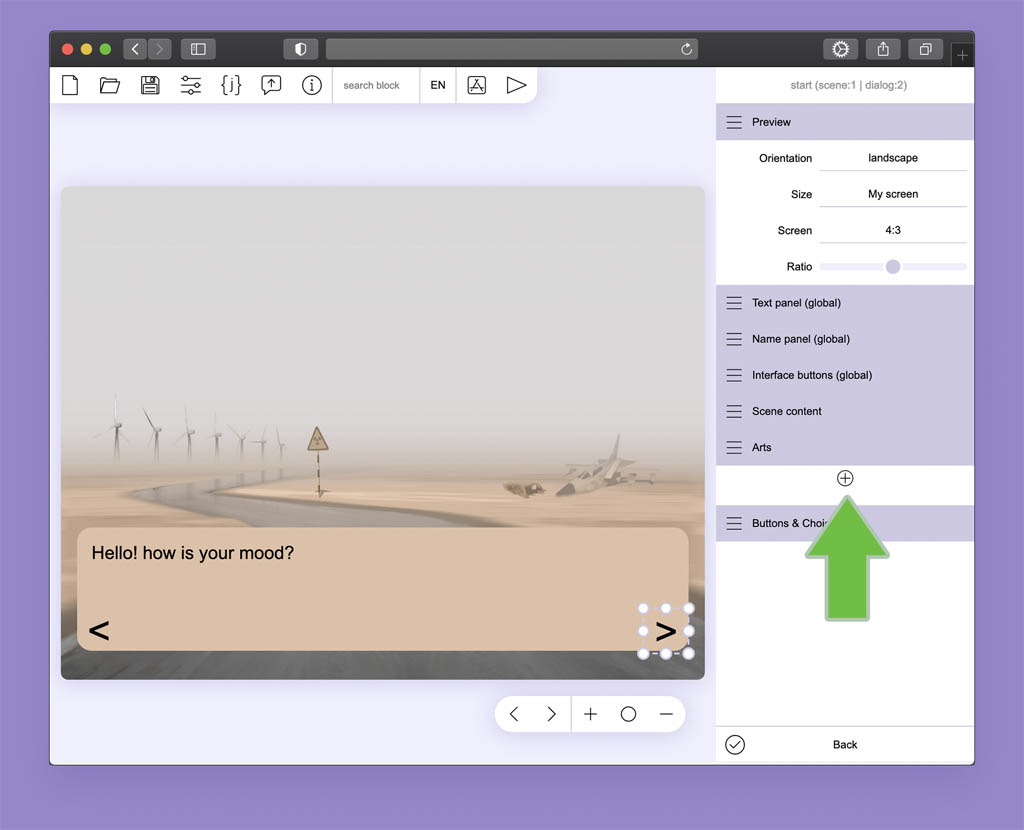 search block
EN
start (scene:1 | dialog:2)
Preview
Orientation
landscape
Size
My screen
Screen
4:3
Ratio
Text panel (global)
Name panel (global)
Interface buttons (global)
Scene content
Arts
Buttons & Choi
Hello! how is your mood?
<
>
Back